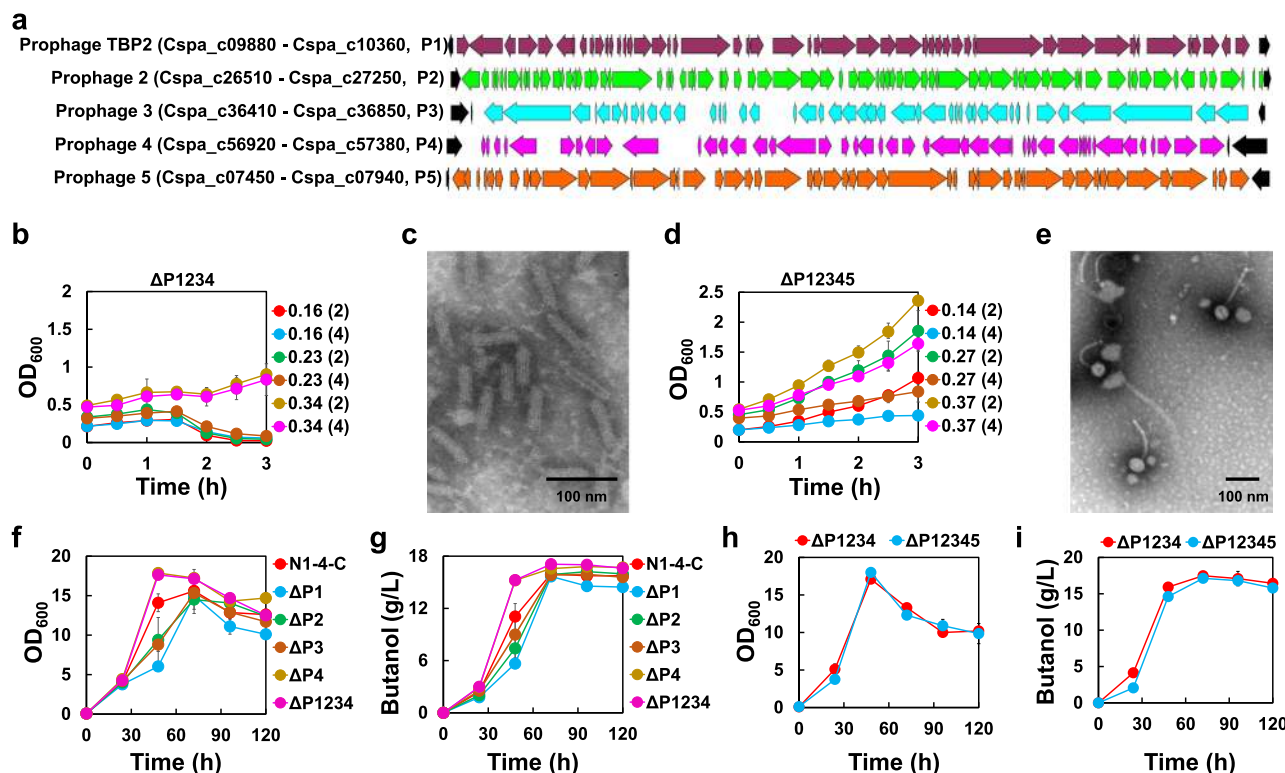 a
Prophage TBP2 (Cspa_c09880 - Cspa_c10360, P1)
Prophage 2 (Cspa_c26510 - Cspa_c27250, P2)
Prophage 3 (Cspa_c36410 - Cspa_c36850, P3)
Prophage 4 (Cspa_c56920 - Cspa_c57380, P4)
Prophage 5 (Cspa_c07450 - Cspa_c07940, P5)
b
ΔP1234
OD600
2
1.5
1
0.5
0
0 1 2 3
Time (h)
0.16 (2)
0.16 (4)
0.23 (2)
0.23 (4)
0.34 (2)
0.34 (4)
c
100 nm
d
ΔP12345
OD600
2.5
2
1.5
1
0.5
0
0 1 2 3
Time (h)
0.14 (2)
0.14 (4)
0.27 (2)
0.27 (4)
0.37 (2)
0.37 (4)
e
100 nm
f
OD600
20
15
10
5
0
0 30 60 90 120
Time (h)
g
Butanol (g/L)
18
12
6
0
0 30 60 90 120
Time (h)
N1-4-C
ΔP1
ΔP2
ΔP3
ΔP4
ΔP1234
h
ΔP1234 ΔP12345
OD600
20
15
10
5
0
0 30 60 90 120
Time (h)
N1-4-C
ΔP1
ΔP2
ΔP3
ΔP4
ΔP1234
i
ΔP1234 ΔP12345
Butanol (g/L)
20
15
10
5
0
0 30 60 90 120
Time (h)